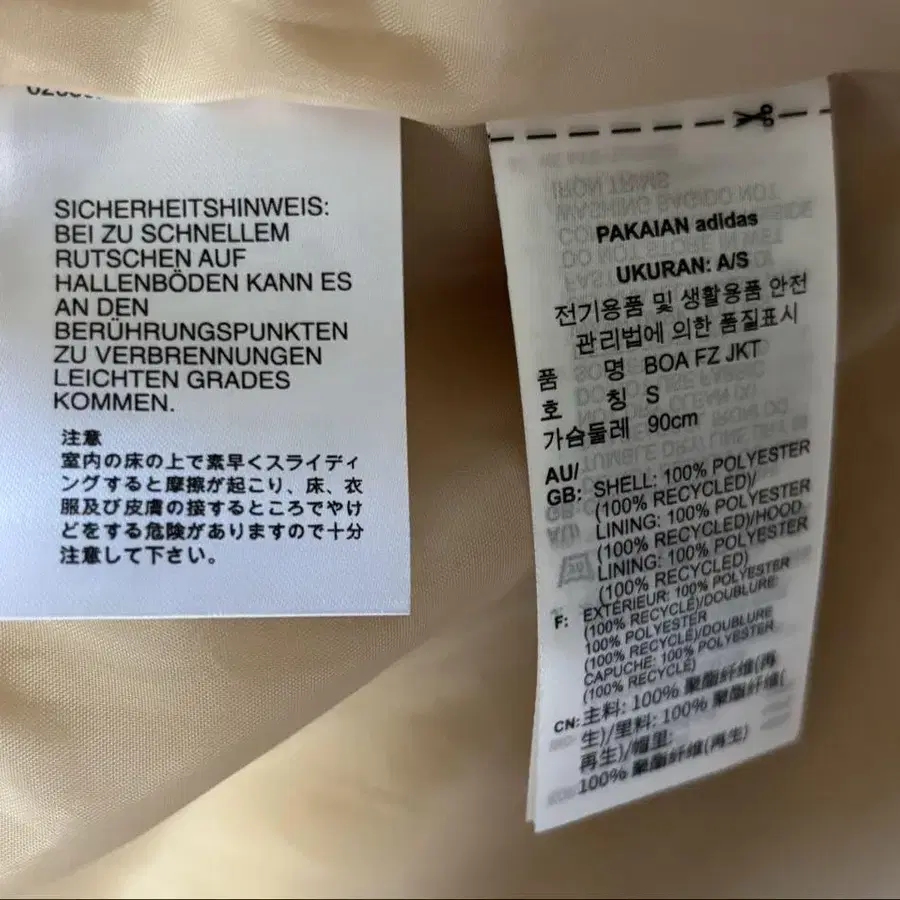 SICHERHEITSHINWEIS:
BEI ZU SCHNELLEM
RUTSCHEN AUF
HALLENBÖDEN KANN ES
AN DEN
BERÜHRUNGSPUNKTEN
ZU VERBRENNUNGEN
LEICHTEN GRADES
KOMMEN.
注意
室内の床の上で素早くスライディ
ングすると摩擦が起こり、床、衣
服及び皮膚の接するところでやけ
どをする危険がありますので十分
注意して下さい。
PAKAIAN adidas
UKURAN: A/S
전기용품 및 생활용품 안전
관리법에 의한 품질표시
품 명 BOA FZ JKT
호 칭 S
가슴둘레 90cm
AU/
GB: SHELL: 100% POLYESTER
(100% RECYCLED)/
LINING: 100% POLYESTER
(100% RECYCLED)/HOOD
LINING: 100% POLYESTER
(100% RECYCLED)
F: EXTÉRIEUR: 100% POLYESTER
(100% RECYCLÉ)/DOUBLURE:
100% POLYESTER
(100% RECYCLÉ)/DOUBLURE
CAPUCHE: 100% POLYESTER
(100% RECYCLÉ)
CN: 主料: 100% 聚酯纤维(再
生)/里料: 100% 聚酯纤维(
再生)/帽里:
100% 聚酯纤维(再生)